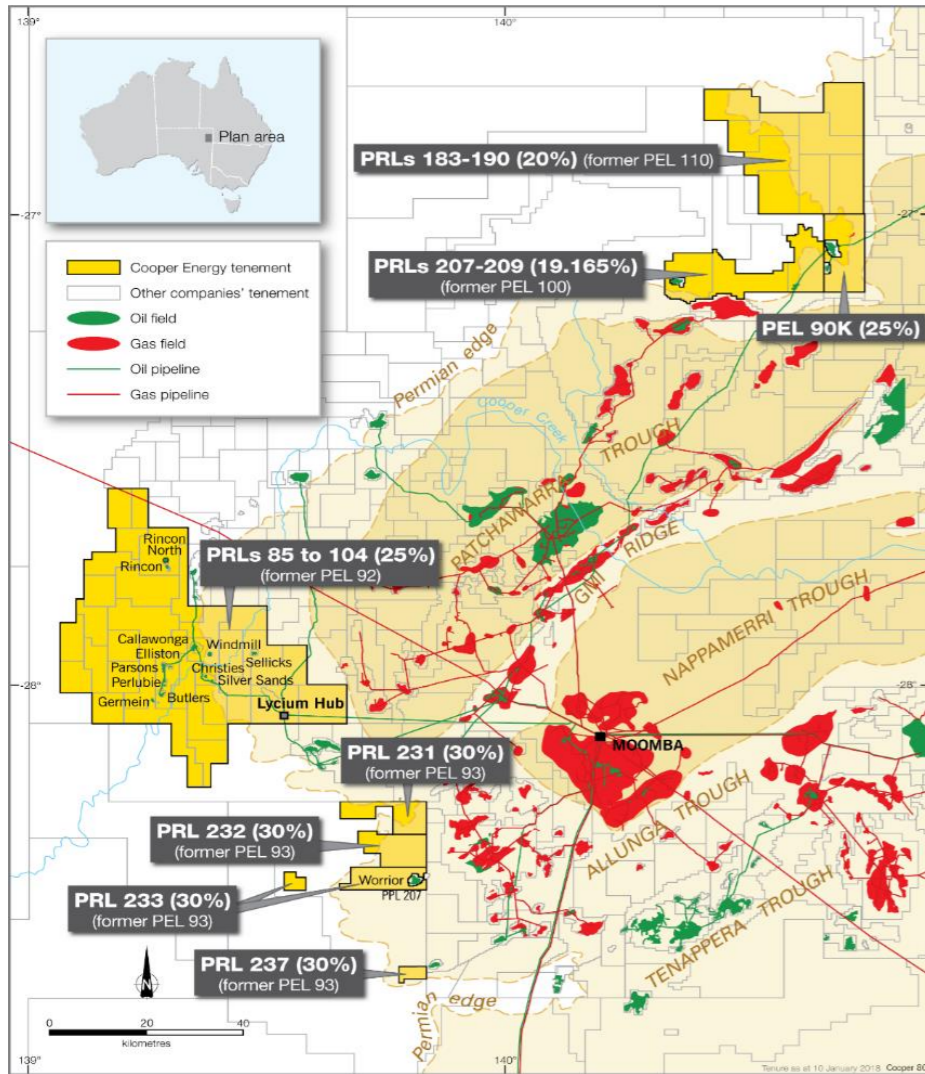 139°
140°
Plan area
Cooper Energy tenement
Other companies' tenement
Oil field
Gas field
Oil pipeline
Gas pipeline
PRLs 183-190 (20%) (former PEL 110)
-27°
-27°
PRLs 207-209 (19.165%)
(former PEL 100)
PEL 90K (25%)
Permian edge
Cooper Creek
PATCHAWARRA TROUGH
GMI RIDGE
NAPPAMERRI TROUGH
Rincon
North
Rincon
PRLs 85 to 104 (25%)
(former PEL 92)
Callawonga
Elliston
Parsons
Perlubie
Germein
Butlers
Windmill
Sellicks
Christies
Silver Sands
Lycium Hub
-28°
-28°
MOOMBA
PRL 231 (30%)
(former PEL 93)
ALLUNGA TROUGH
PRL 232 (30%)
(former PEL 93)
Worrior
PPL 207
PRL 233 (30%)
(former PEL 93)
TENAPPERA TROUGH
PRL 237 (30%)
(former PEL 93)
Permian edge
N
0
20
40
kilometres
139°
140°
Tenure as at 10 January 2018 Cooper 80